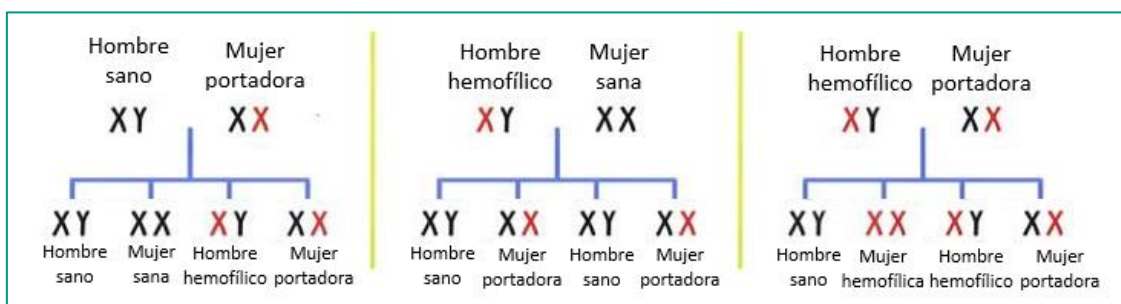 Hombre
sano
Mujer
portadora
XY
XX
XY
Hombre
sano
XX
Mujer
sana
XY
Hombre
hemofílico
XX
Mujer
portadora
Hombre
hemofílico
Mujer
sana
XY
XX
XY
Hombre
sano
XX
Mujer
portadora
XY
Hombre
sano
XX
Mujer
portadora
Hombre
hemofílico
Mujer
portadora
XY
XX
XY
Hombre
sano
XX
Mujer
hemofílica
XY
Hombre
hemofílico
XX
Mujer
portadora